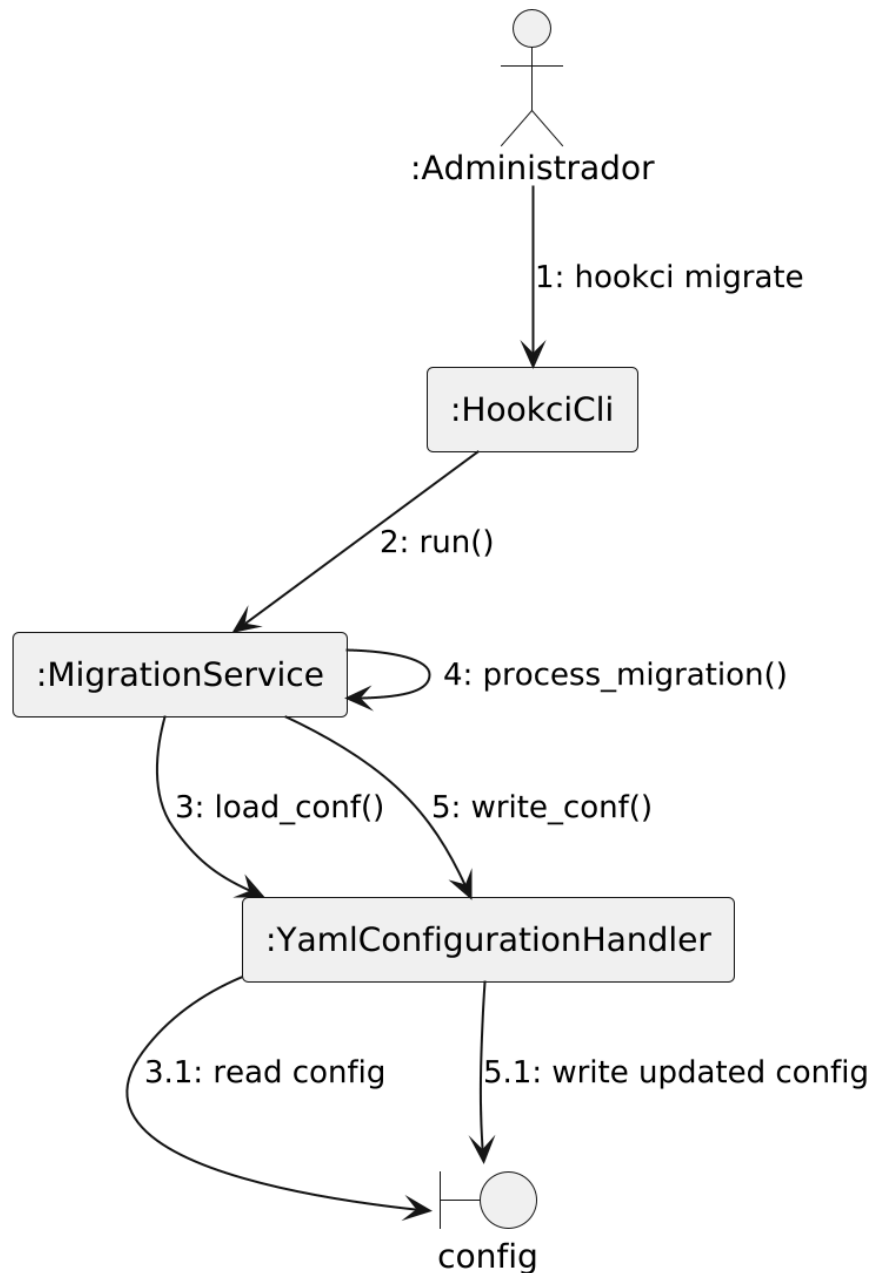 :Administrador
1: hookci migrate
:HookciCli
2: run()
:MigrationService
4: process_migration()
3: load_conf()
5: write_conf()
:YamlConfigurationHandler
3.1: read config
5.1: write updated config
config